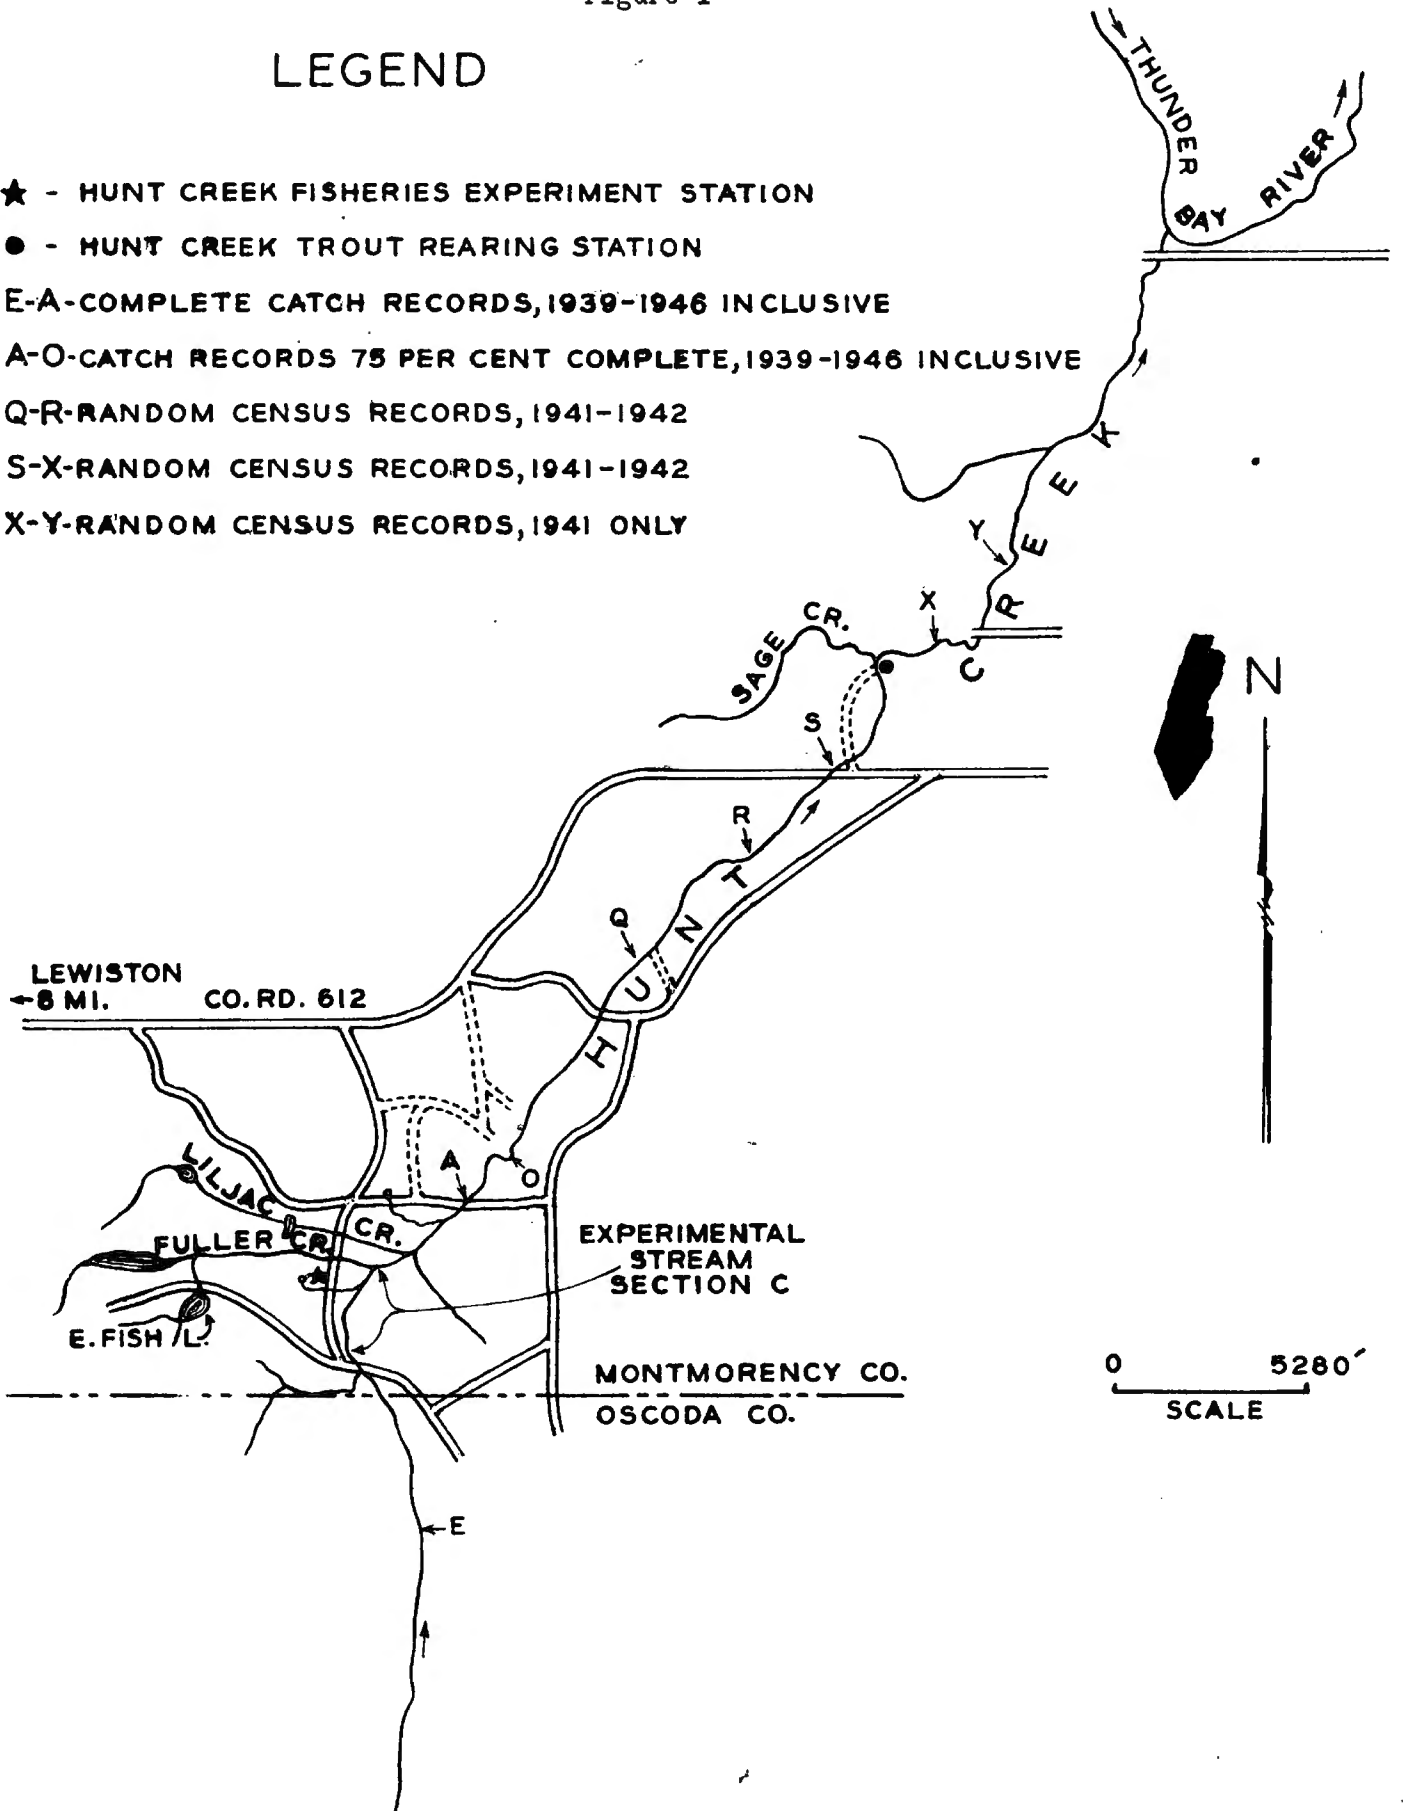 Figure 1
LEGEND
★ - HUNT CREEK FISHERIES EXPERIMENT STATION
● - HUNT CREEK TROUT REARING STATION
E-A-COMPLETE CATCH RECORDS, 1939-1946 INCLUSIVE
A-O-CATCH RECORDS 75 PER CENT COMPLETE, 1939-1946 INCLUSIVE
Q-R-RANDOM CENSUS RECORDS, 1941-1942
S-X-RANDOM CENSUS RECORDS, 1941-1942
X-Y-RANDOM CENSUS RECORDS, 1941 ONLY
THUNDER
BAY
RIVER
HUNT CREEK
Y
X
SAGE CR.
S
R
Q
N
LEWISTON
8 MI.
CO. RD. 612
A
O
LILJAC CR.
FULLER CR.
EXPERIMENTAL
STREAM
SECTION C
E. FISH L.
MONTMORENCY CO.
OSCODA CO.
0 5280′
SCALE
E